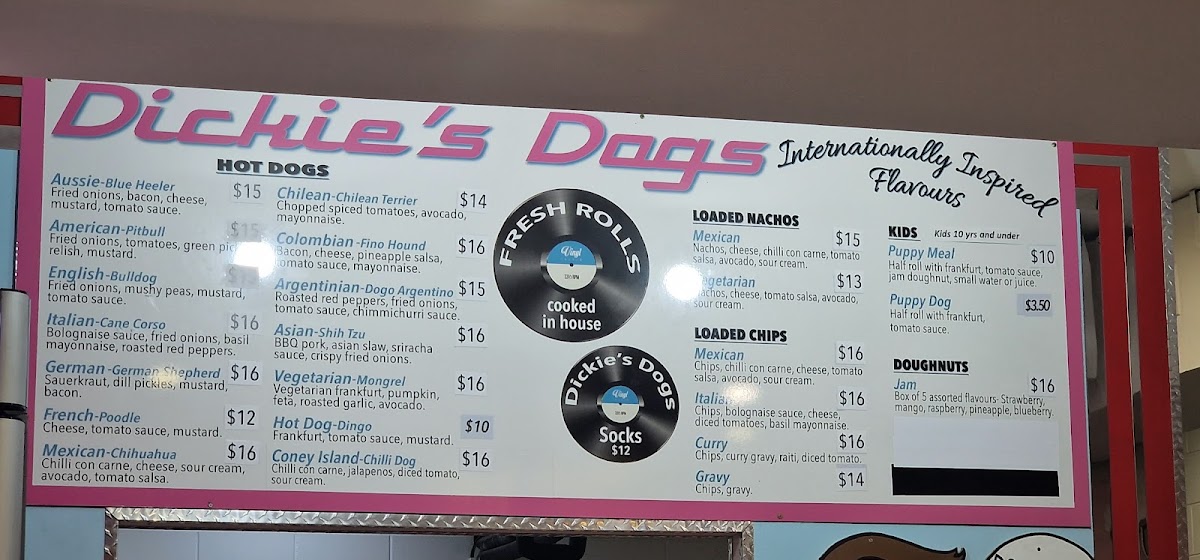 Dickie's Dogs
Internationally Inspired
Flavours
HOT DOGS
Aussie-Blue Heeler $15
Fried onions, bacon, cheese,
mustard, tomato sauce.
American-Pitbull $15
Fried onions, tomatoes, green
relish, mustard.
English-Bulldog
Fried onions, mushy peas, mustard,
tomato sauce.
Italian-Cane Corso $16
Bolognaise sauce, fried onions, basil
mayonnaise, roasted red peppers.
German-German Shepherd $16
Sauerkraut, dill pickles, mustard,
bacon.
French-Poodle $12
Cheese, tomato sauce, mustard.
Mexican-Chihuahua $16
Chilli con carne, cheese, sour cream,
avocado, tomato salsa.
Chilean-Chilean Terrier $14
Chopped spiced tomatoes, avocado,
mayonnaise.
Colombian-Fino Hound $16
Bacon, cheese, pineapple salsa,
tomato sauce, mayonnaise.
Argentinian-Dogo Argentino $15
Roasted red peppers, fried onions,
tomato sauce, chimmichurri sauce.
Asian-Shih Tzu $16
BBQ pork, asian slaw, sriracha
sauce, crispy fried onions.
Vegetarian-Mongrel $16
Vegetarian frankfurt, pumpkin,
feta, roasted garlic, avocado.
Hot Dog-Dingo $10
Frankfurt, tomato sauce, mustard.
Coney Island-Chilli Dog $16
Chilli con carne, jalapenos, diced tomato,
sour cream.
FRESH ROLLS
Vinyl
cooked
in house
Dickie's Dogs
Vinyl
Socks
$12
LOADED NACHOS
Mexican $15
Nachos, cheese, chilli con carne, tomato
salsa, avocado, sour cream.
Vegetarian $13
Nachos, cheese, tomato salsa, avocado,
sour cream.
LOADED CHIPS
Mexican $16
Chips, chilli con carne, cheese, tomato
salsa, avocado, sour cream.
Italian $16
Chips, bolognaise sauce, cheese,
diced tomatoes, basil mayonnaise.
Curry $16
Chips, curry gravy, raiti, diced tomato.
Gravy $14
Chips, gravy.
KIDS Kids 10 yrs and under
Puppy Meal $10
Half roll with frankfurt, tomato sauce,
jam doughnut, small water or juice.
Puppy Dog $3.50
Half roll with frankfurt,
tomato sauce.
DOUGHNUTS
Jam $16
Box of 5 assorted flavours- Strawberry,
mango, raspberry, pineapple, blueberry.